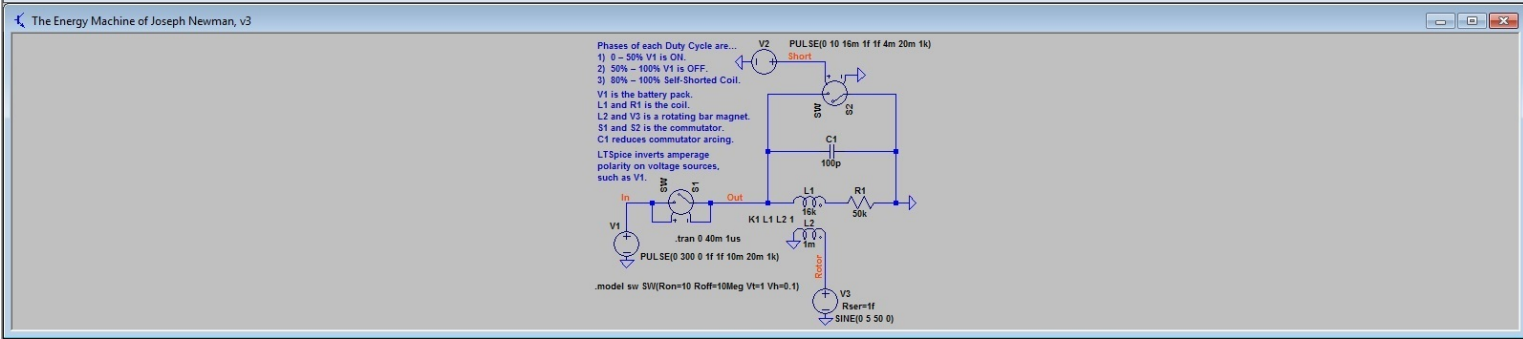 The Energy Machine of Joseph Newman, v3
Phases of each Duty Cycle are...
1) 0 – 50% V1 is ON.
2) 50% – 100% V1 is OFF.
3) 80% – 100% Self-Shorted Coil.
V1 is the battery pack.
L1 and R1 is the coil.
L2 and V3 is a rotating bar magnet.
S1 and S2 is the commutator.
C1 reduces commutator arcing.
LTSpice inverts amperage
polarity on voltage sources,
such as V1.
V2
PULSE(0 10 16m 1f 1f 4m 20m 1k)
Short
SW
S2
C1
100p
SW
S1
In
Out
L1
16k
R1
50k
K1 L1 L2 1
L2
1m
V1
.tran 0 40m 1us
PULSE(0 300 0 1f 1f 10m 20m 1k)
Rotor
.model sw SW(Ron=10 Roff=10Meg Vt=1 Vh=0.1)
V3
Rser=1f
SINE(0 5 50 0)